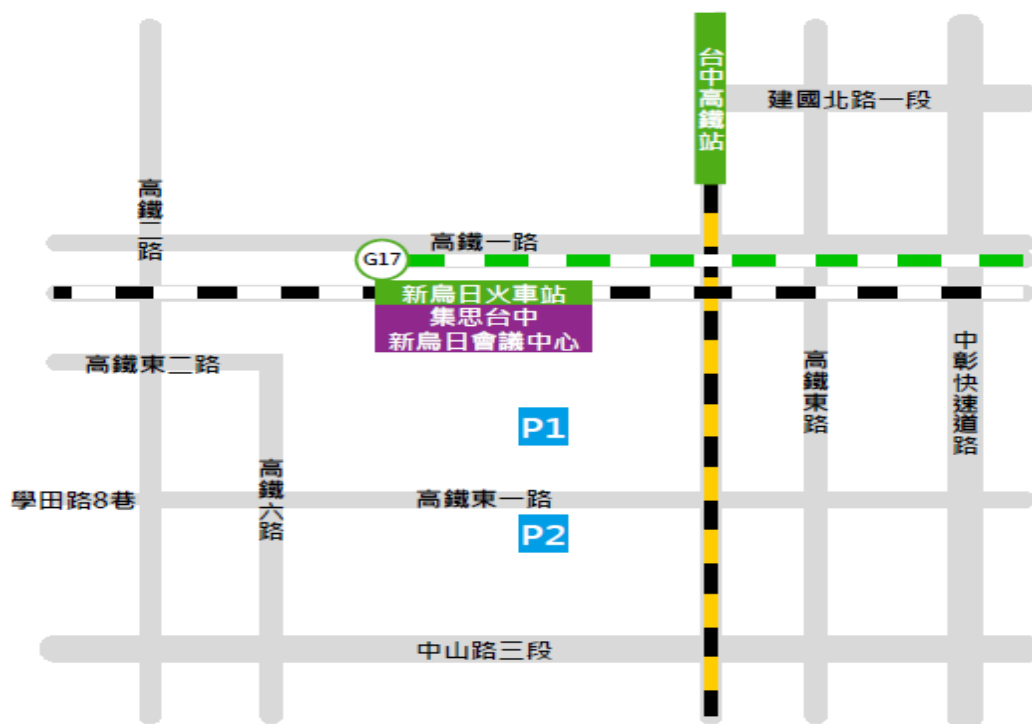 台中高鐵站
建國北路一段
高鐵二路
高鐵一路
G17
新烏日火車站
集思台中
新烏日會議中心
高鐵東二路
高鐵東路
中彰快速道路
P1
高鐵六路
學田路8巷
高鐵東一路
P2
中山路三段